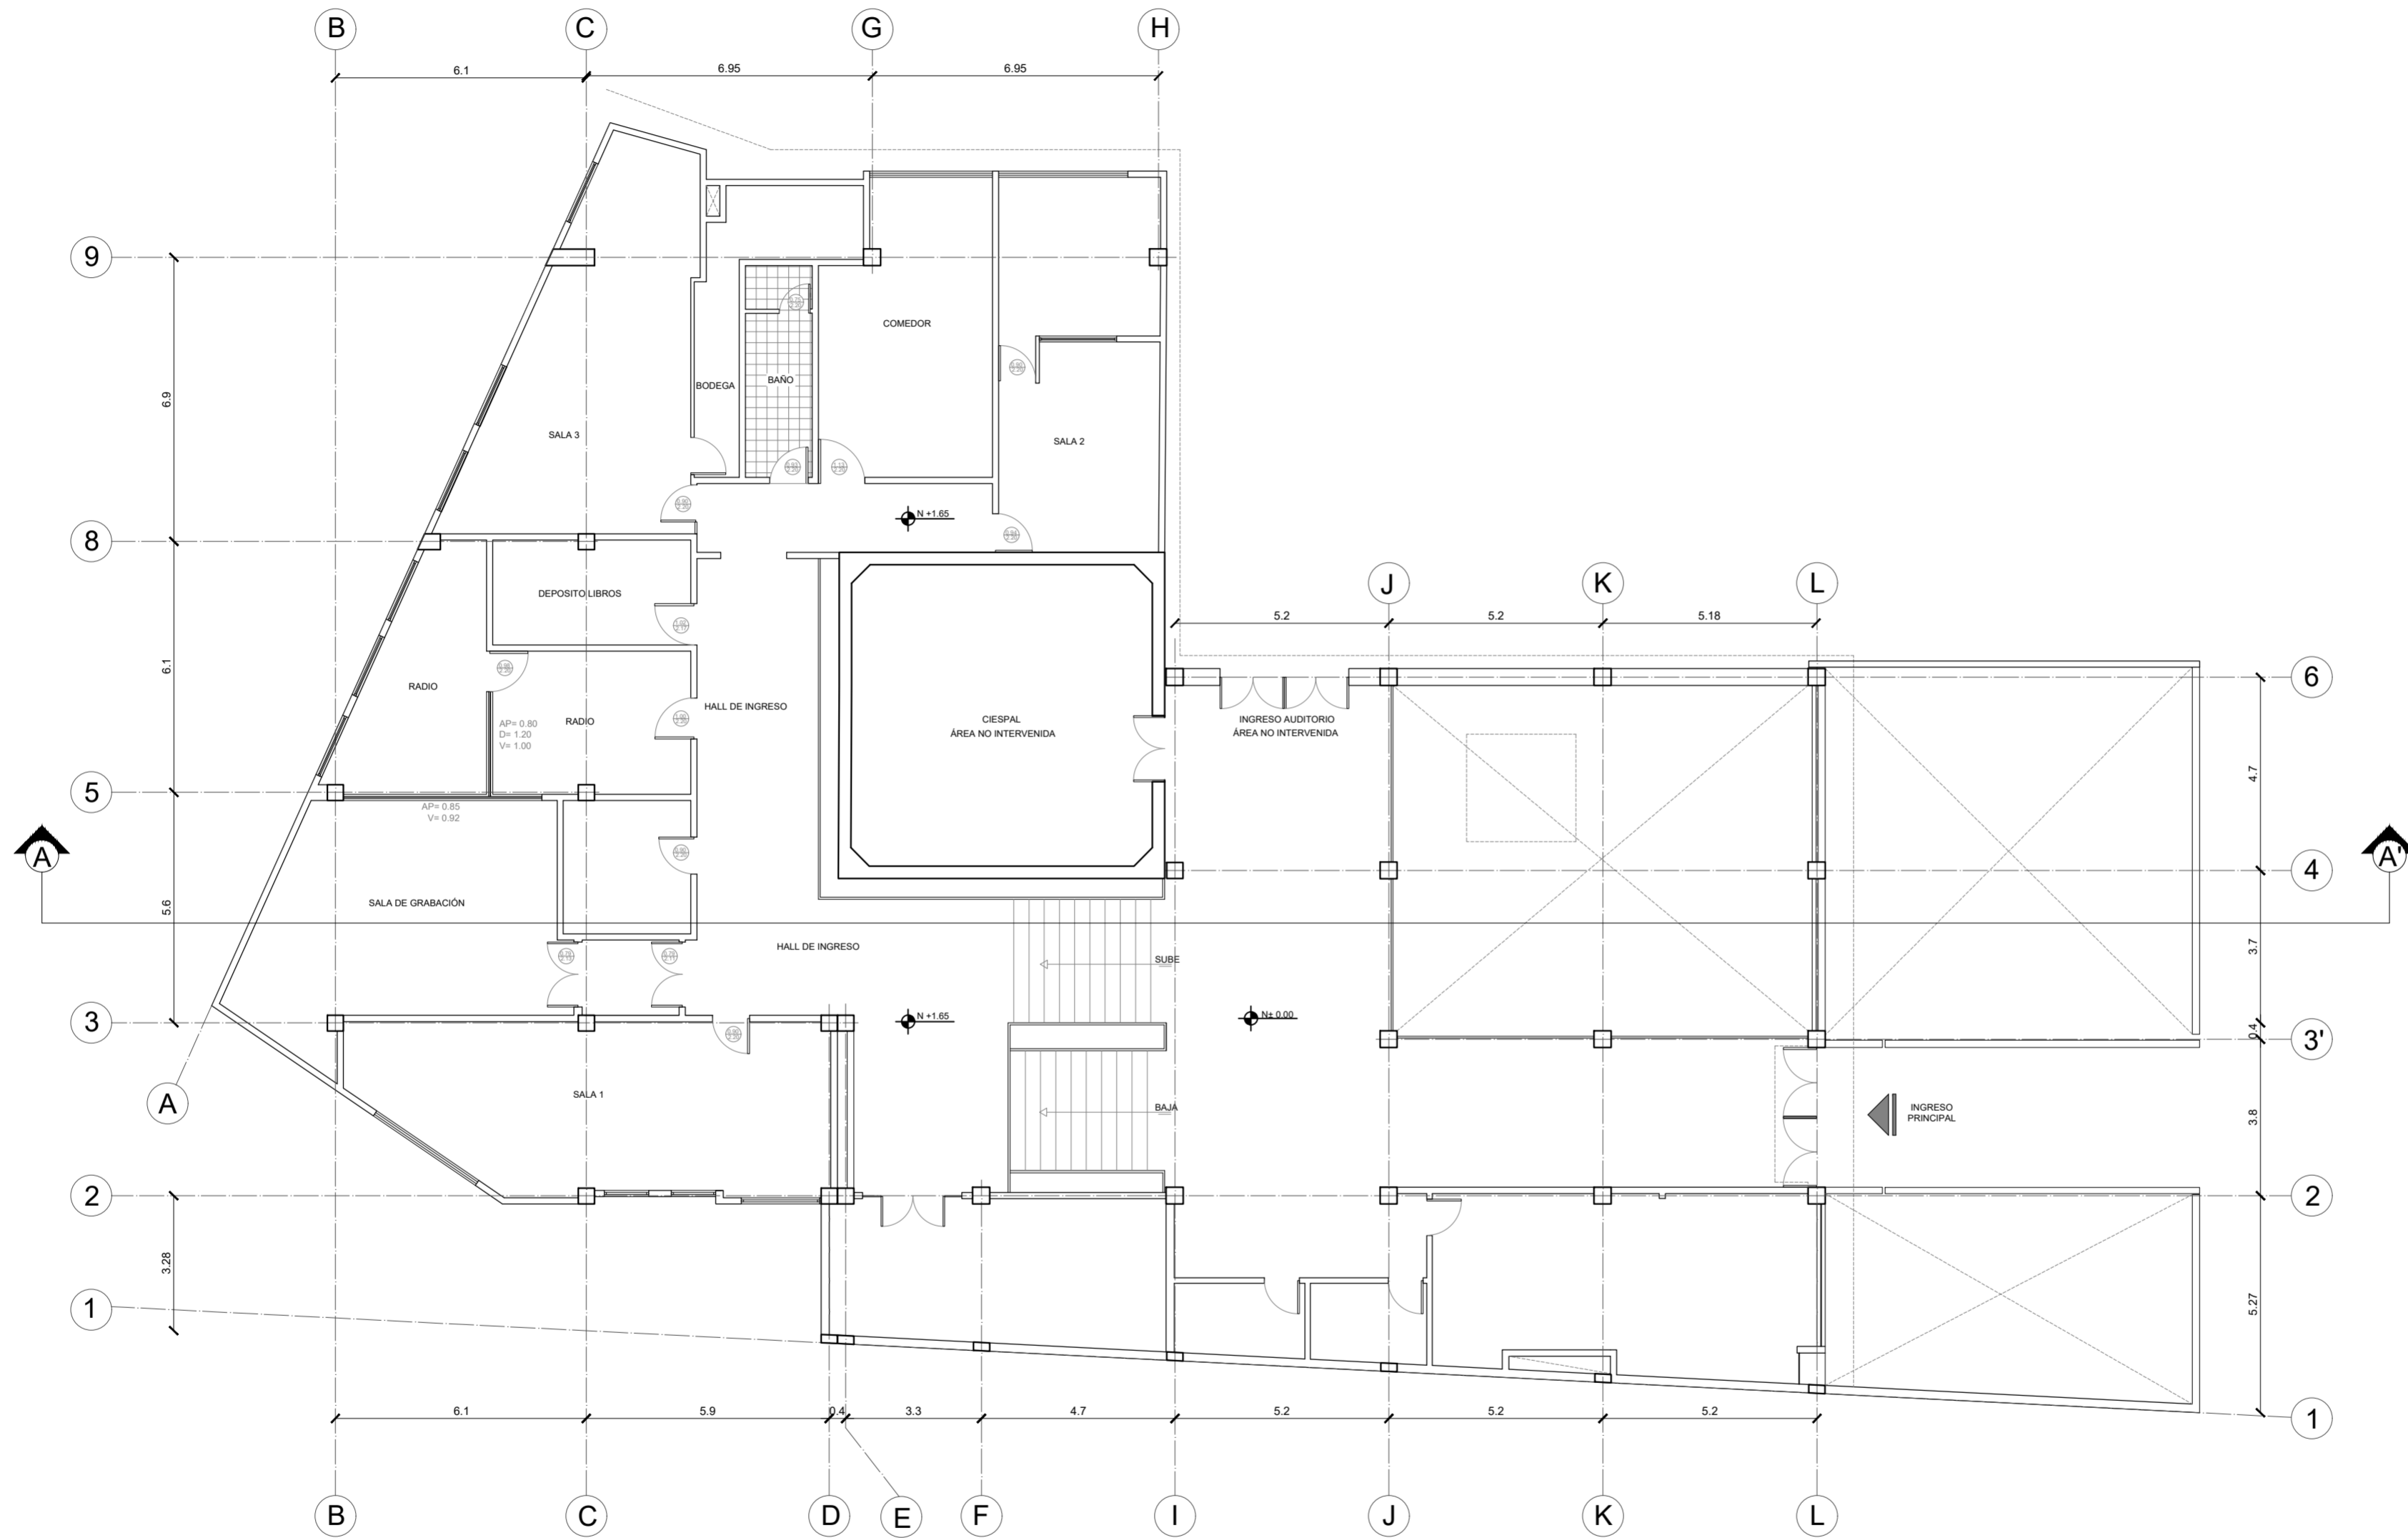 B
C
G
H
6.1
6.95
6.95
9
COMEDOR
BODEGA
BAÑO
6.9
SALA 3
SALA 2
N +1.65
8
DEPOSITO LIBROS
J
K
L
5.2
5.2
5.18
6.1
6
RADIO
HALL DE INGRESO
RADIO
AP= 0.80
D= 1.20
V= 1.00
CIESPAL
ÁREA NO INTERVENIDA
INGRESO AUDITORIO
ÁREA NO INTERVENIDA
4.7
5
AP= 0.85
V= 0.92
A
A'
4
5.6
SALA DE GRABACIÓN
HALL DE INGRESO
SUBE
3.7
3
N +1.65
N± 0.00
0.4
3'
A
SALA 1
BAJA
INGRESO
PRINCIPAL
3.8
2
2
3.28
5.27
1
1
6.1
5.9
0.4
3.3
4.7
5.2
5.2
5.2
B
C
D
E
F
I
J
K
L